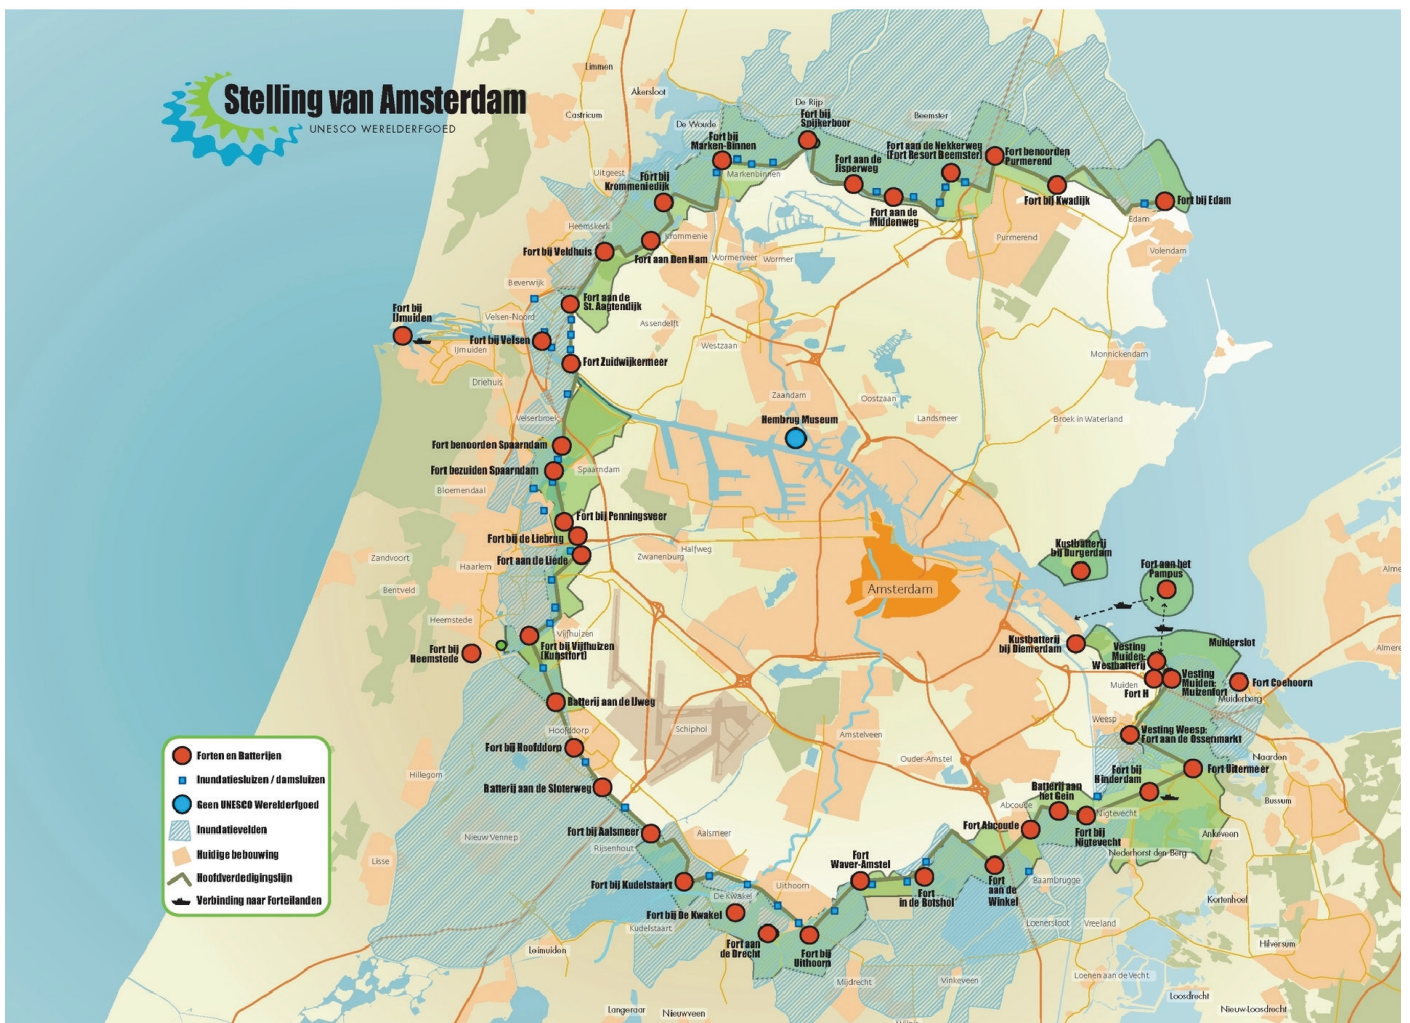 Stelling van Amsterdam
UNESCO WERELDERFGOED
Limmen
Akersloot
Castricum
De Woude
De Rijp
Beemster
Uitgeest
Fort bij
Marken-Binnen
Markenbinnen
Fort bij
Spijkerboor
Fort aan de
Jisperweg
Fort aan de
Middenweg
Fort aan de Nekkerweg
(Fort Resort Beemster)
Fort benoorden
Purmerend
Purmerend
Fort bij Kwadijk
Fort bij Edam
Edam
Volendam
Fort bij
Krommeniedijk
Heemskerk
Krommenie
Fort bij Veldhuis
Fort aan Den Ham
Wormerveer
Wormer
Beverwijk
Fort aan de
St. Aagtendijk
Fort bij
IJmuiden
Velsen-Noord
Fort bij Velsen
IJmuiden
Driehuis
Fort Zuidwijkermeer
Assendelft
Westzaan
Monnickendam
Zaandam
Oostzaan
Landsmeer
Broek in Waterland
Velserbroek
Hembrug Museum
Fort benoorden Spaarndam
Fort bezuiden Spaarndam
Spaarndam
Bloemendaal
Fort bij Penningsveer
Fort bij de Liebrug
Fort aan de Liede
Halfweg
Zwanenburg
Zandvoort
Haarlem
Bentveld
Heemstede
Amsterdam
Kustbatterij
bij Durgerdam
Fort aan het
Pampus
Fort bij
Heemstede
Vijfhuizen
Fort bij Vijfhuizen
(Kunstfort)
Kustbatterij
bij Diemerdam
Vesting
Muiden:
Westbatterij
Muiderslot
Muiden
Fort H
Vesting
Muiden:
Muizenfort
Fort Coehoorn
Muiderberg
Almere
Batterij aan de IJweg
Hoofddorp
Schiphol
Fort bij Hoofddorp
Amstelveen
Weesp
Vesting Weesp:
Fort aan de Ossenmarkt
Ouder-Amstel
Fort bij
Hinderdam
Fort Uitermeer
Naarden
Bussum
Hillegom
Batterij aan de Sloterweg
Batterij aan
het Gein
Abcoude
Fort Abcoude
Nigtevecht
Fort bij
Nigtevecht
Ankeveen
Nederhorst den Berg
Nieuw Vennep
Fort bij Aalsmeer
Aalsmeer
Rijsenhout
Lisse
Fort bij Kudelstaart
Uithoorn
Fort
Waver-Amstel
Fort
in de Botshol
Fort
aan de
Winkel
Baambrugge
Kortenhoef
De Kwakel
Fort bij De Kwakel
Kudelstaart
Fort aan
de Drecht
Fort bij
Uithoorn
Loenersloot
Vreeland
Hilversum
Leimuiden
Mijdrecht
Vinkeveen
Loenen aan de Vecht
Loosdrecht
Nieuw-Loosdrecht
Langeraar
Nieuwveen
Forten en Batterijen
Inundatiesluizen / damsluizen
Geen UNESCO Werelderfgoed
Inundatievelden
Huidige bebouwing
Hoofdverdedigingslijn
Verbinding naar Forteilanden